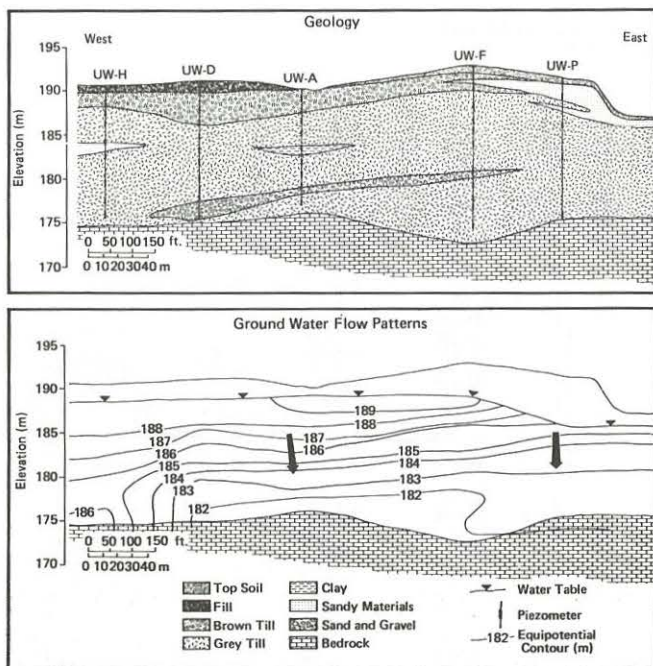 Geology
West
East
UW-H
UW-D
UW-A
UW-F
UW-P
195
190
185
180
175
170
Elevation (m)
0 50 100 150 ft.
0 10 20 30 40 m
Ground Water Flow Patterns
195
190
185
180
175
170
Elevation (m)
189
188
188
187
187
186
186
185
185
184
184
183
183
182
182
186
0 50 100 150 ft.
0 10 20 30 40 m
Top Soil
Fill
Brown Till
Grey Till
Clay
Sandy Materials
Sand and Gravel
Bedrock
Water Table
Piezometer
182
Equipotential
Contour (m)